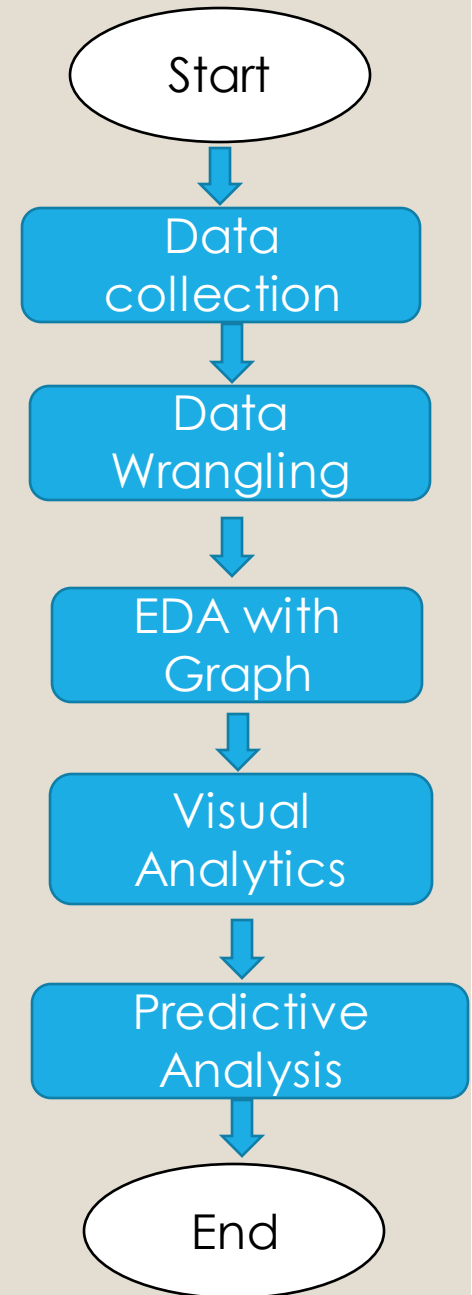 Start
Data
collection
Data
Wrangling
EDA with
Graph
Visual
Analytics
Predictive
Analysis
End